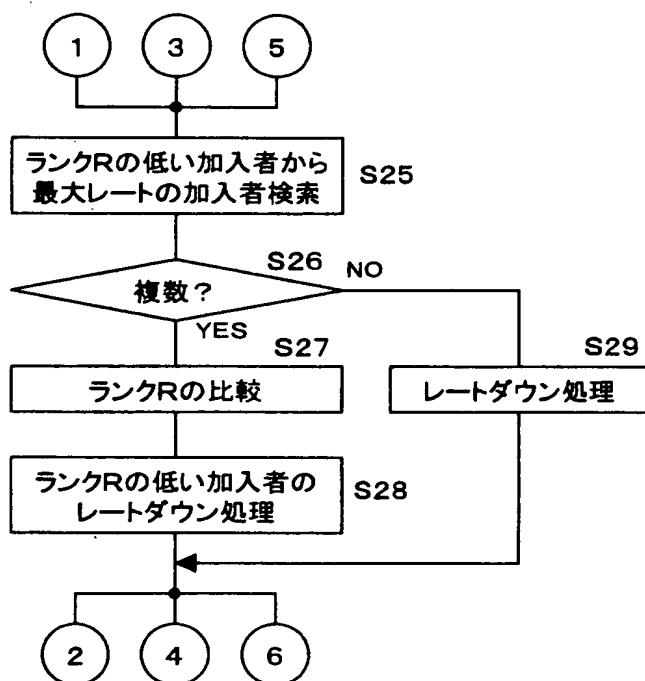 1 3 5
ランクRの低い加入者から
最大レートの加入者検索
S25
S26
複数?
NO
YES
S27
S29
ランクRの比較
レートダウン処理
ランクRの低い加入者の
レートダウン処理
S28
2 4 6